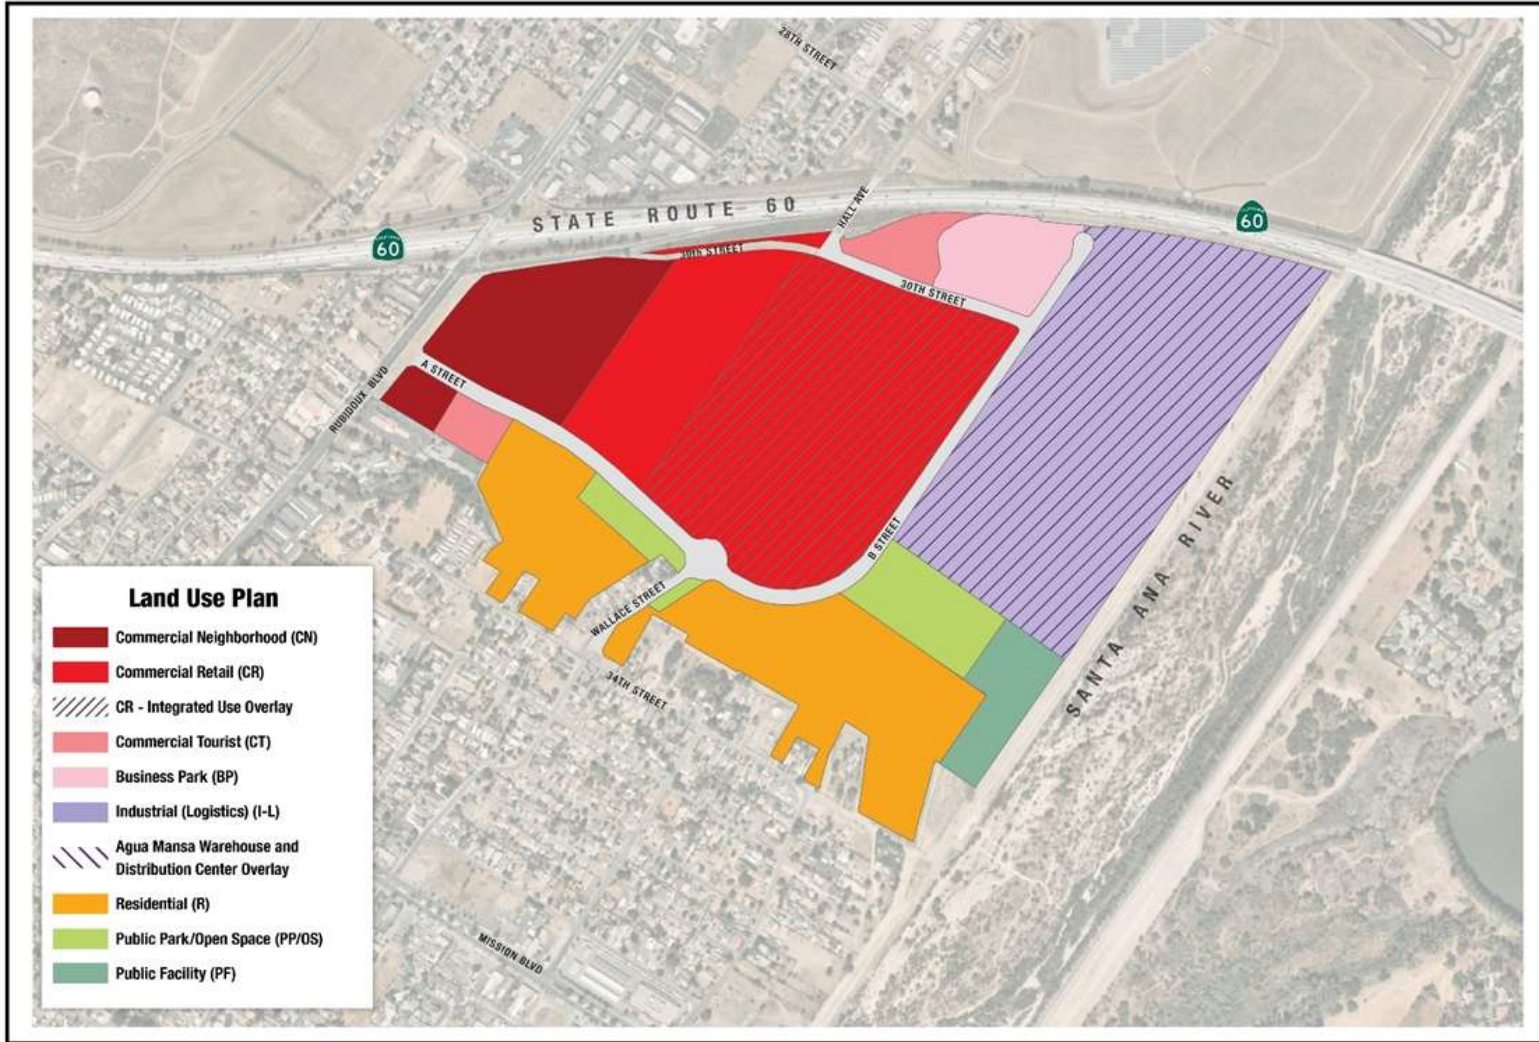 28TH STREET
HALL AVE
STATE ROUTE 60
60
60
30th STREET
30TH STREET
A STREET
RUBIDOUX BLVD
B STREET
WALLACE STREET
34TH STREET
SANTA ANA RIVER
MISSION BLVD
Land Use Plan
Commercial Neighborhood (CN)
Commercial Retail (CR)
CR - Integrated Use Overlay
Commercial Tourist (CT)
Business Park (BP)
Industrial (Logistics) (I-L)
Agua Mansa Warehouse and
Distribution Center Overlay
Residential (R)
Public Park/Open Space (PP/OS)
Public Facility (PF)